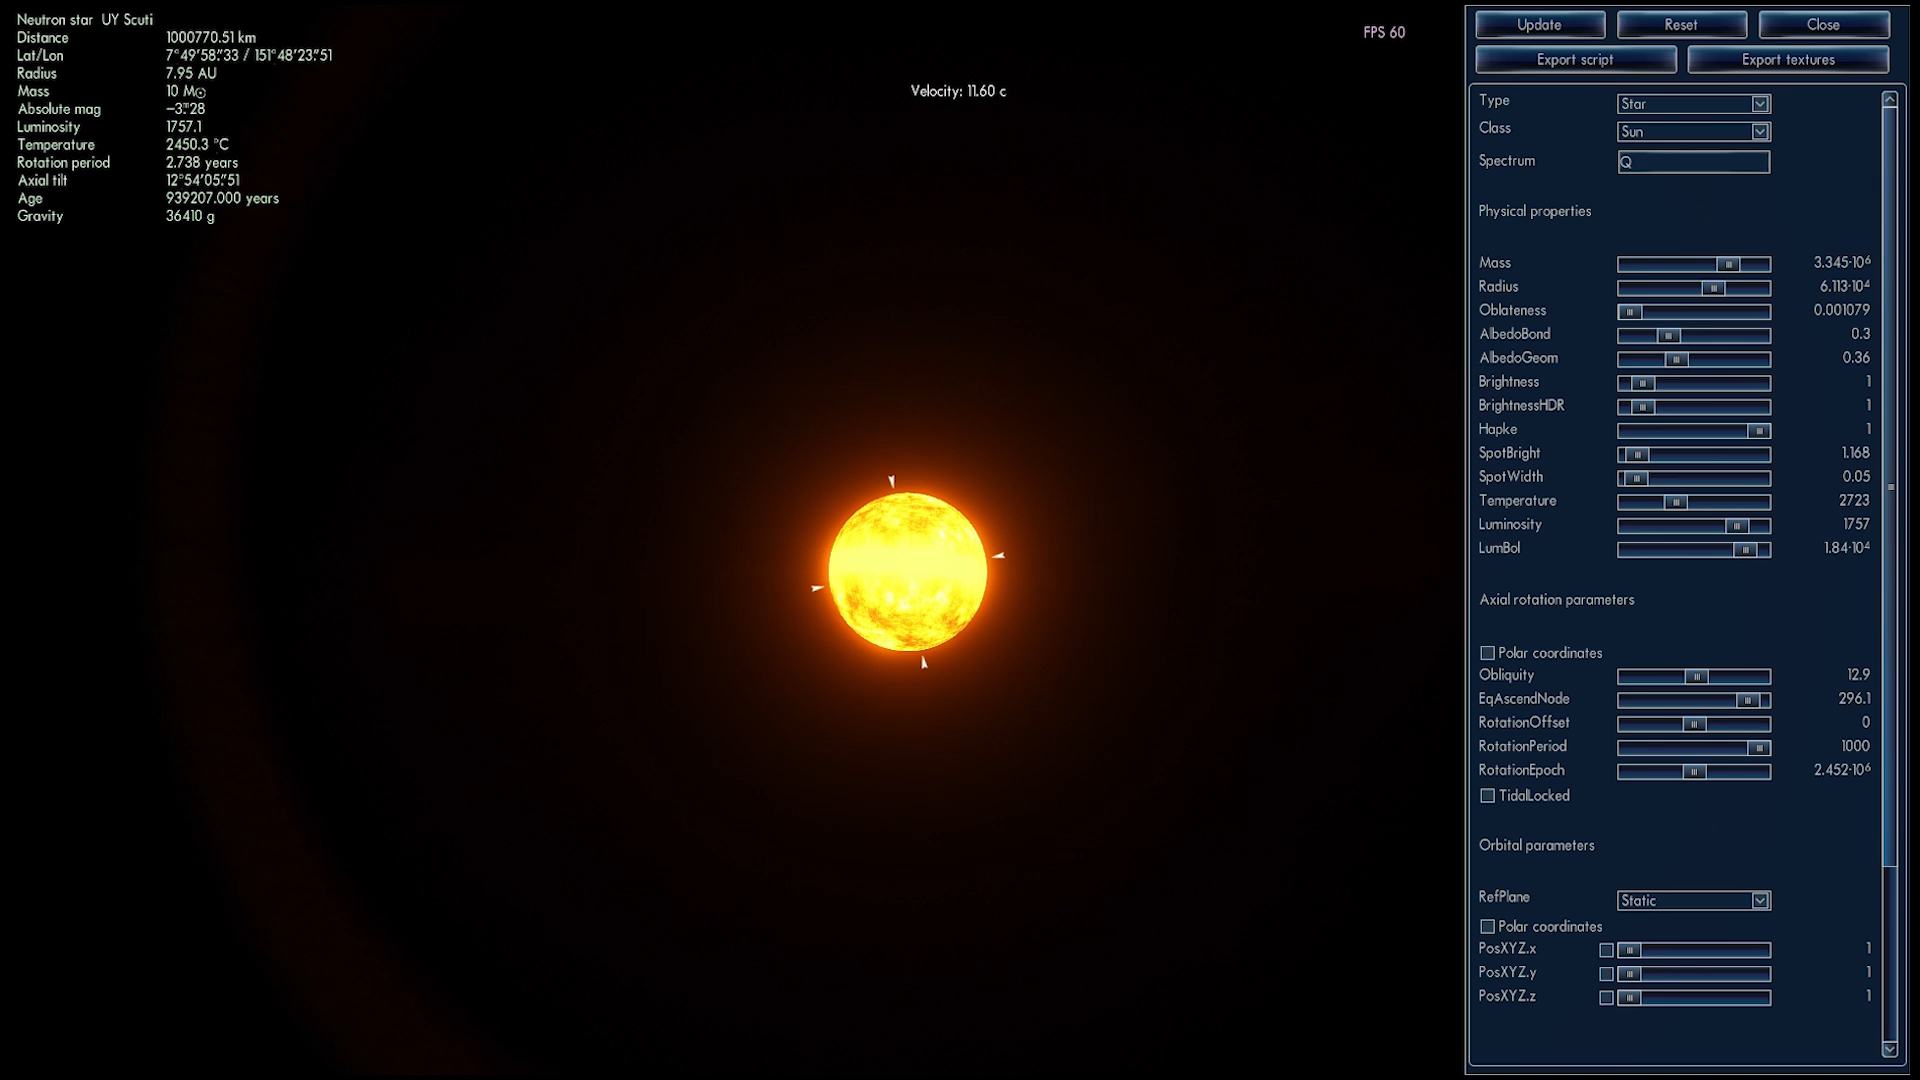 Neutron star  UY Scuti
Distance 1000770.51 km
Lat/Lon 7°49'58."33 / 151°48'23."51
Radius 7.95 AU
Mass 10 M☉
Absolute mag −3.ᵐ28
Luminosity 1757.1
Temperature 2450.3 °C
Rotation period 2.738 years
Axial tilt 12°54'05."51
Age 939207.000 years
Gravity 36410 g
Velocity: 11.60 c
FPS 60
Update Reset Close
Export script Export textures
Type Star
Class Sun
Spectrum Q
Physical properties
Mass 3.345·10⁶
Radius 6.113·10⁴
Oblateness 0.001079
AlbedoBond 0.3
AlbedoGeom 0.36
Brightness 1
BrightnessHDR 1
Hapke 1
SpotBright 1.168
SpotWidth 0.05
Temperature 2723
Luminosity 1757
LumBol 1.84·10⁴
Axial rotation parameters
Polar coordinates
Obliquity 12.9
EqAscendNode 296.1
RotationOffset 0
RotationPeriod 1000
RotationEpoch 2.452·10⁶
TidalLocked
Orbital parameters
RefPlane Static
Polar coordinates
PosXYZ.x 1
PosXYZ.y 1
PosXYZ.z 1